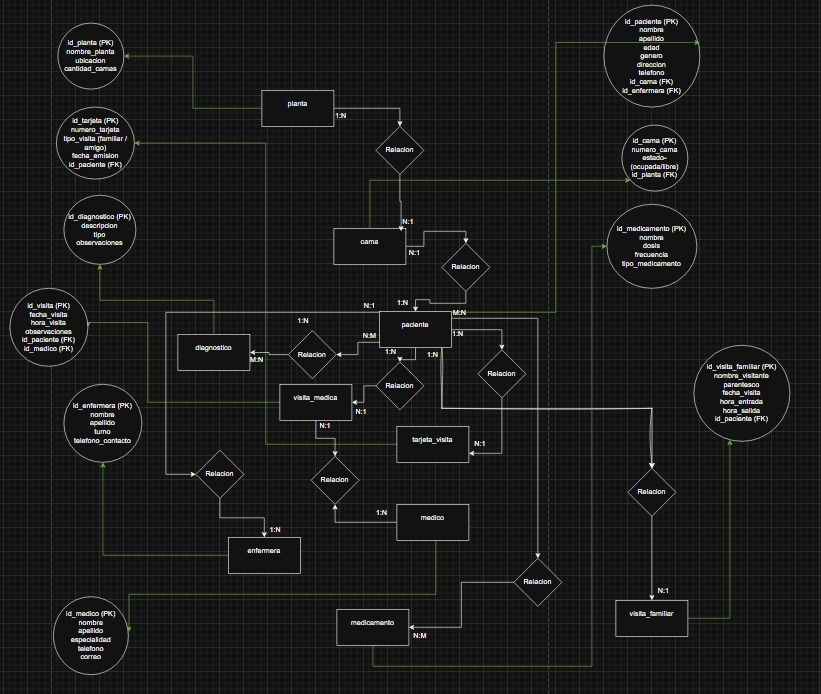 id_planta (PK)
nombre_planta
ubicacion
cantidad_camas
id_tarjeta (PK)
numero_tarjeta
tipo_visita (familiar /
amigo)
fecha_emision
id_paciente (FK)
id_diagnostico (PK)
descripcion
tipo
observaciones
id_visita (PK)
fecha_visita
hora_visita
observaciones
id_paciente (FK)
id_medico (FK)
id_enfermera (PK)
nombre
apellido
turno
telefono_contacto
id_medico (PK)
nombre
apellido
especialidad
telefono
correo
planta
1:N
Relacion
N:1
cama
N:1
Relacion
1:N
N:1
M:N
paciente
1:N
1:N
N:M
1:N
1:N
diagnostico
M:N
Relacion
Relacion
Relacion
visita_medica
N:1
N:1
tarjeta_visita
N:1
Relacion
Relacion
1:N
medico
1:N
enfermera
Relacion
medicamento
N:M
Relacion
N:1
visita_familiar
id_paciente (PK)
nombre
apellido
edad
genero
direccion
telefono
id_cama (FK)
id_enfermera (FK)
id_cama (PK)
numero_cama
estado-
(ocupada/libre)
id_planta (FK)
id_medicamento (PK)
nombre
dosis
frecuencia
tipo_medicamento
id_visita_familiar (PK)
nombre_visitante
parentesco
fecha_visita
hora_entrada
hora_salida
id_paciente (FK)